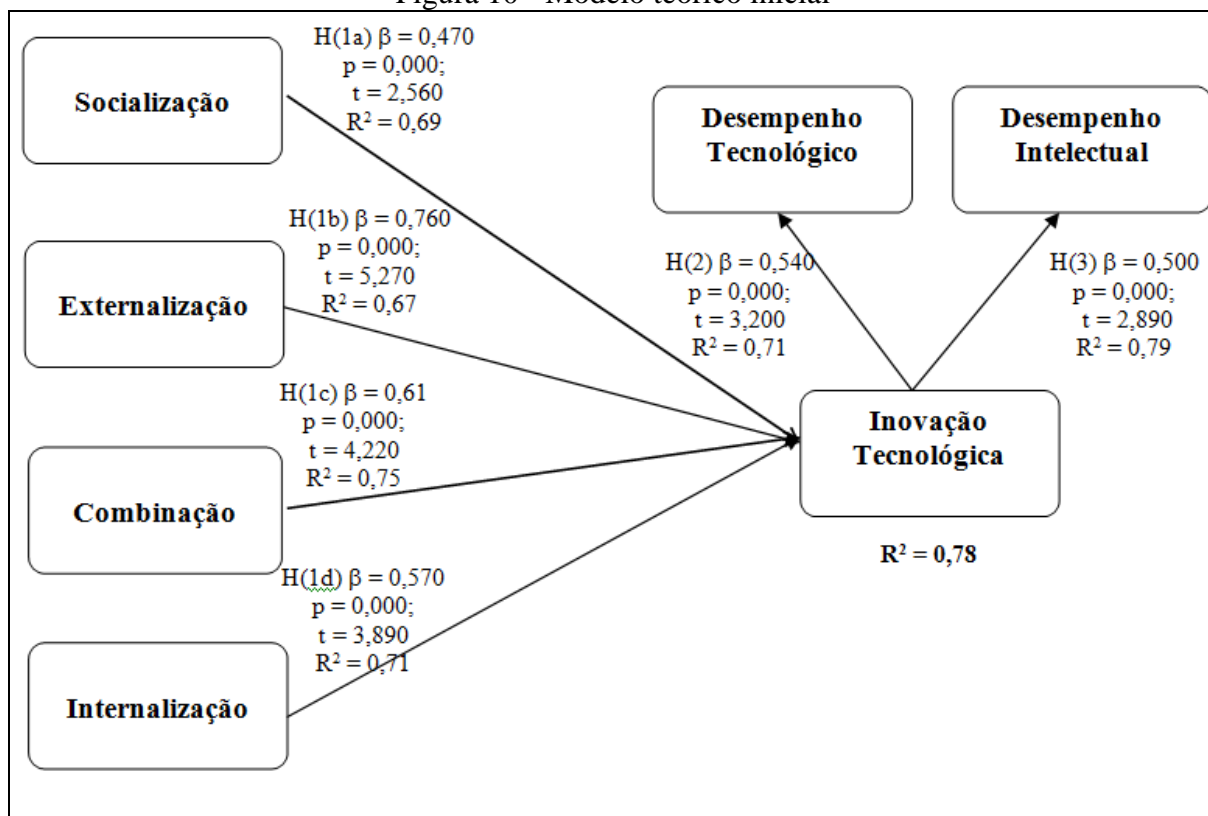 Figura 10 - Modelo teórico inicial
Socialização
H(1a) β = 0,470
p = 0,000;
t = 2,560
R² = 0,69
Desempenho
Tecnológico
Desempenho
Intelectual
Externalização
H(1b) β = 0,760
p = 0,000;
t = 5,270
R² = 0,67
H(2) β = 0,540
p = 0,000;
t = 3,200
R² = 0,71
H(3) β = 0,500
p = 0,000;
t = 2,890
R² = 0,79
Combinação
H(1c) β = 0,61
p = 0,000;
t = 4,220
R² = 0,75
Inovação
Tecnológica
R² = 0,78
Internalização
H(1d) β = 0,570
p = 0,000;
t = 3,890
R² = 0,71